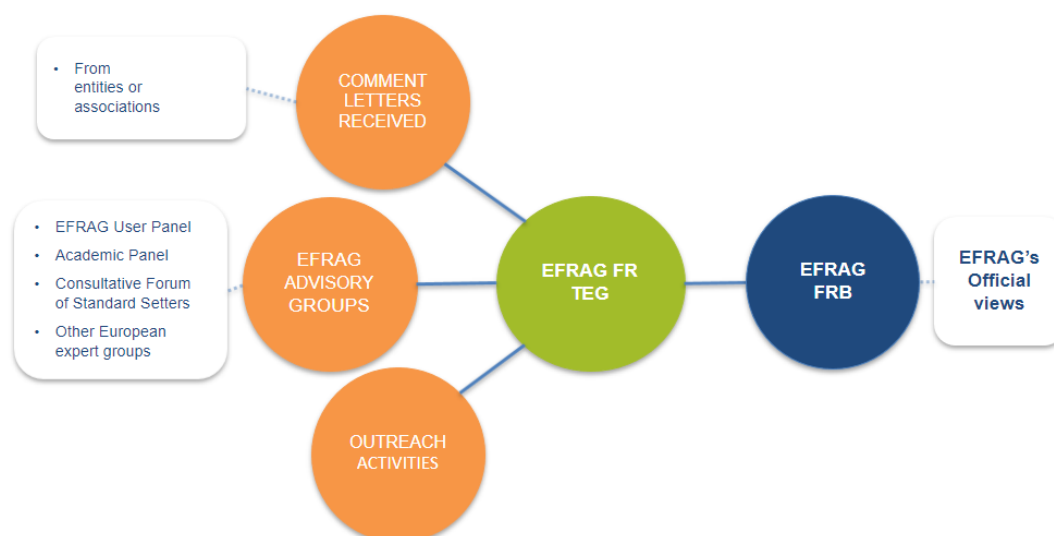 • From
entities or
associations
COMMENT
LETTERS
RECEIVED
• EFRAG User Panel
• Academic Panel
• Consultative Forum
of Standard Setters
• Other European
expert groups
EFRAG
ADVISORY
GROUPS
OUTREACH
ACTIVITIES
EFRAG FR
TEG
EFRAG
FRB
EFRAG's
Official
views